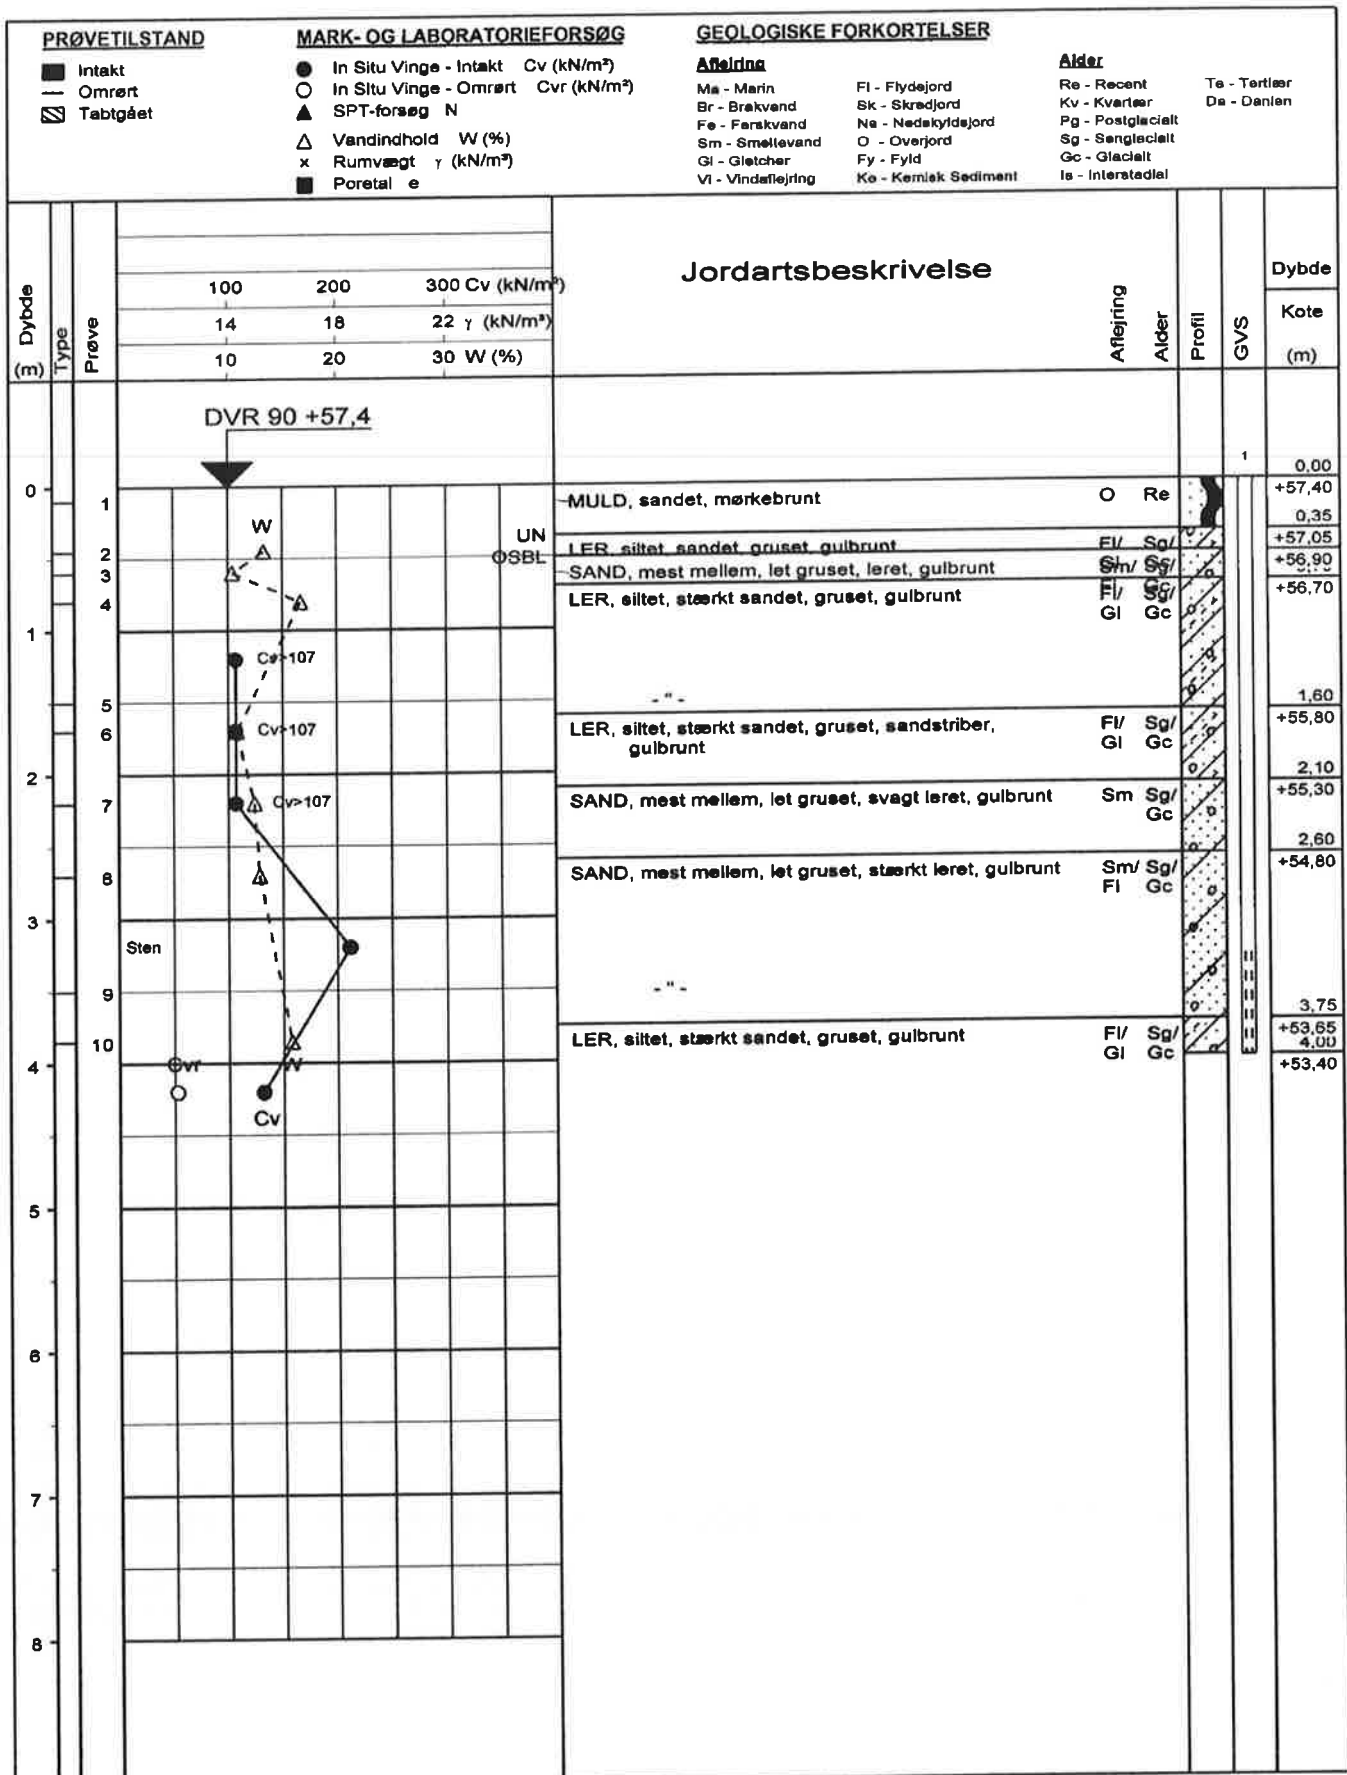 PRØVETILSTAND
Intakt
Omrørt
Tabtgået
MARK- OG LABORATORIEFORSØG
In Situ Vinge - Intakt Cv (kN/m²)
In Situ Vinge - Omrørt Cvr (kN/m²)
SPT-forsøg N
Vandindhold W (%)
Rumvægt γ (kN/m³)
Poretal e
GEOLOGISKE FORKORTELSER
Aflejring
Ma - Marin
Br - Brakvand
Fe - Ferskvand
Sm - Smeltevand
Gl - Gletcher
Vi - Vindaflejring
Fl - Flydejord
Sk - Skredjord
Ne - Nedskyldsjord
O - Overjord
Fy - Fyld
Ke - Kemisk Sediment
Alder
Re - Recent
Kv - Kvartær
Pg - Postglacialt
Sg - Senglacialt
Gc - Glacialt
Is - Interstadial
Te - Tertiær
Da - Danien
Dybde
(m)
Type
Prøve
100 200 300 Cv (kN/m²)
14 18 22 γ (kN/m³)
10 20 30 W (%)
Jordartsbeskrivelse
Aflejring
Alder
Profil
GVS
Dybde
Kote
(m)
DVR 90 +57,4
1
0,00
0
1
MULD, sandet, mørkebrunt O Re
+57,40
0,35
W
UN
OSBL
2
LER, siltet, sandet, gruset, gulbrunt Fl/ Sg/
+57,05
Gl Gc
+56,90
3
SAND, mest mellem, let gruset, leret, gulbrunt Sm/ Sg/
Fl Gc
+56,70
4
LER, siltet, stærkt sandet, gruset, gulbrunt Fl/ Sg/
Gl Gc
1
Cv>107
5
- " -
1,60
6
Cv>107
LER, siltet, stærkt sandet, gruset, sandstriber, Fl/ Sg/
gulbrunt Gl Gc
+55,80
2,10
2
7
Cv>107
SAND, mest mellem, let gruset, svagt leret, gulbrunt Sm Sg/
Gc
+55,30
2,60
8
SAND, mest mellem, let gruset, stærkt leret, gulbrunt Sm/ Sg/
Fl Gc
+54,80
3
Sten
9
- " -
3,75
10
LER, siltet, stærkt sandet, gruset, gulbrunt Fl/ Sg/
Gl Gc
+53,65
4,00
+53,40
4
Cvr
W
Cv
5
6
7
8